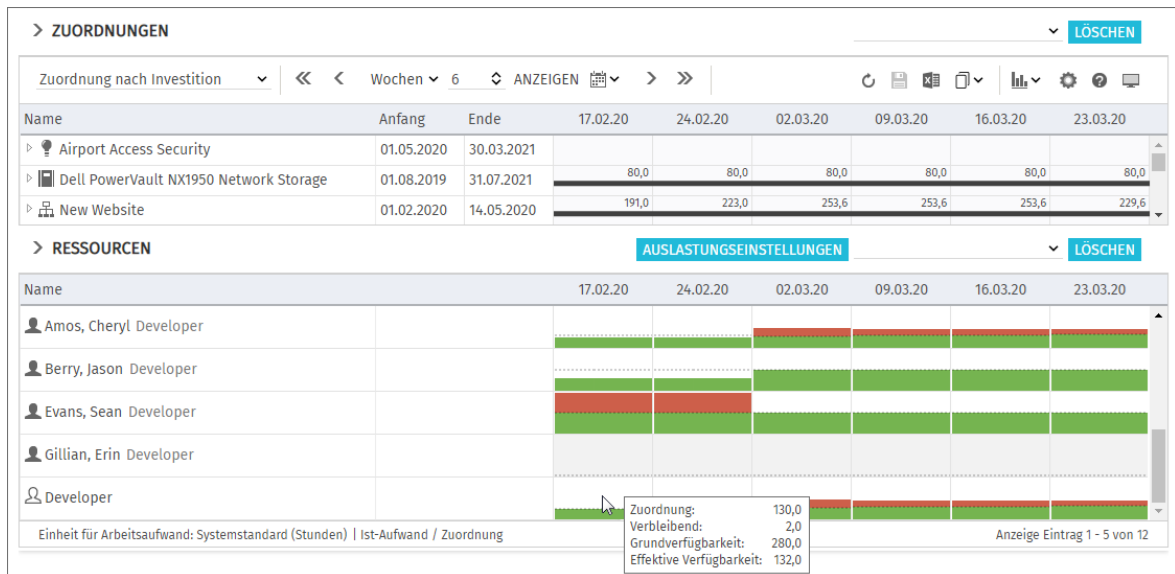 ZUORDNUNGEN LÖSCHEN
Zuordnung nach Investition Wochen 6 ANZEIGEN
Name Anfang Ende 17.02.20 24.02.20 02.03.20 09.03.20 16.03.20 23.03.20
Airport Access Security 01.05.2020 30.03.2021
Dell PowerVault NX1950 Network Storage 01.08.2019 31.07.2021 80,0 80,0 80,0 80,0 80,0 80,0
New Website 01.02.2020 14.05.2020 191,0 223,0 253,6 253,6 253,6 229,6
RESSOURCEN AUSLASTUNGSEINSTELLUNGEN LÖSCHEN
Name 17.02.20 24.02.20 02.03.20 09.03.20 16.03.20 23.03.20
Amos, Cheryl Developer
Berry, Jason Developer
Evans, Sean Developer
Gillian, Erin Developer
Developer
Zuordnung: 130,0
Verbleibend: 2,0
Grundverfügbarkeit: 280,0
Effektive Verfügbarkeit: 132,0
Einheit für Arbeitsaufwand: Systemstandard (Stunden) | Ist-Aufwand / Zuordnung Anzeige Eintrag 1 - 5 von 12